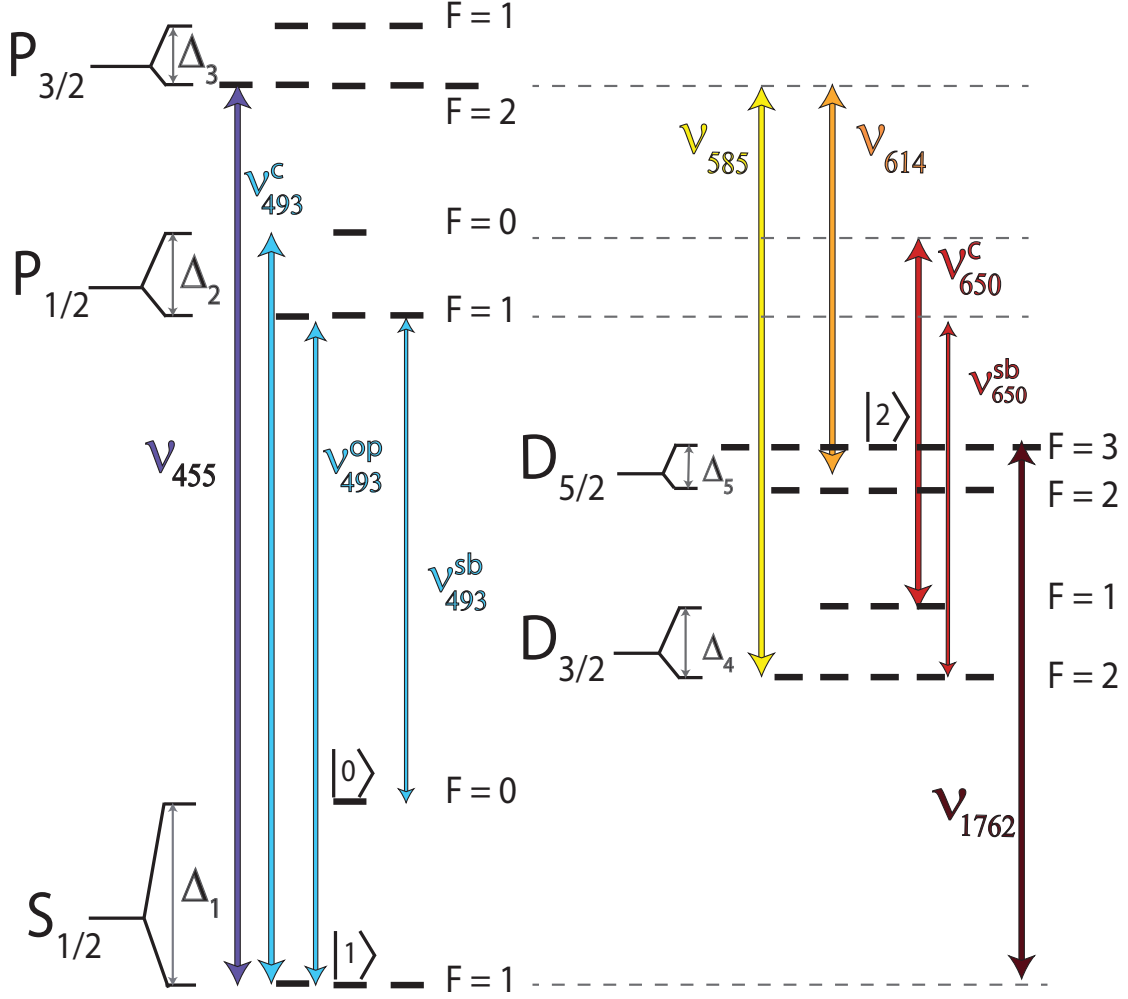 F = 1
P3/2
Δ3
F = 2
ν585
ν614
ν^c_493
F = 0
P1/2
Δ2
ν^c_650
F = 1
ν^sb_650
|2⟩
ν455
ν^op_493
D5/2
Δ5
F = 3
F = 2
ν^sb_493
F = 1
D3/2
Δ4
F = 2
|0⟩
F = 0
ν1762
S1/2
Δ1
|1⟩
F = 1